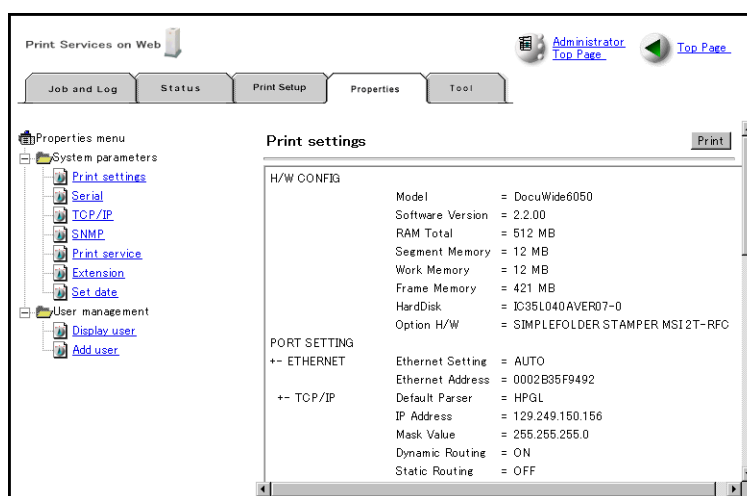 Print Services on Web
Administrator
Top Page
Top Page
Job and Log
Status
Print Setup
Properties
Tool
Properties menu
System parameters
Print settings
Serial
TCP/IP
SNMP
Print service
Extension
Set date
User management
Display user
Add user
Print settings
Print
H/W CONFIG
Model = DocuWide6050
Software Version = 2.2.00
RAM Total = 512 MB
Segment Memory = 12 MB
Work Memory = 12 MB
Frame Memory = 421 MB
HardDisk = IC35L040AVER07-0
Option H/W = SIMPLEFOLDER STAMPER MSI 2T-RFC
PORT SETTING
+- ETHERNET Ethernet Setting = AUTO
Ethernet Address = 0002B35F9492
+- TCP/IP Default Parser = HPGL
IP Address = 129.249.150.156
Mask Value = 255.255.255.0
Dynamic Routing = ON
Static Routing = OFF